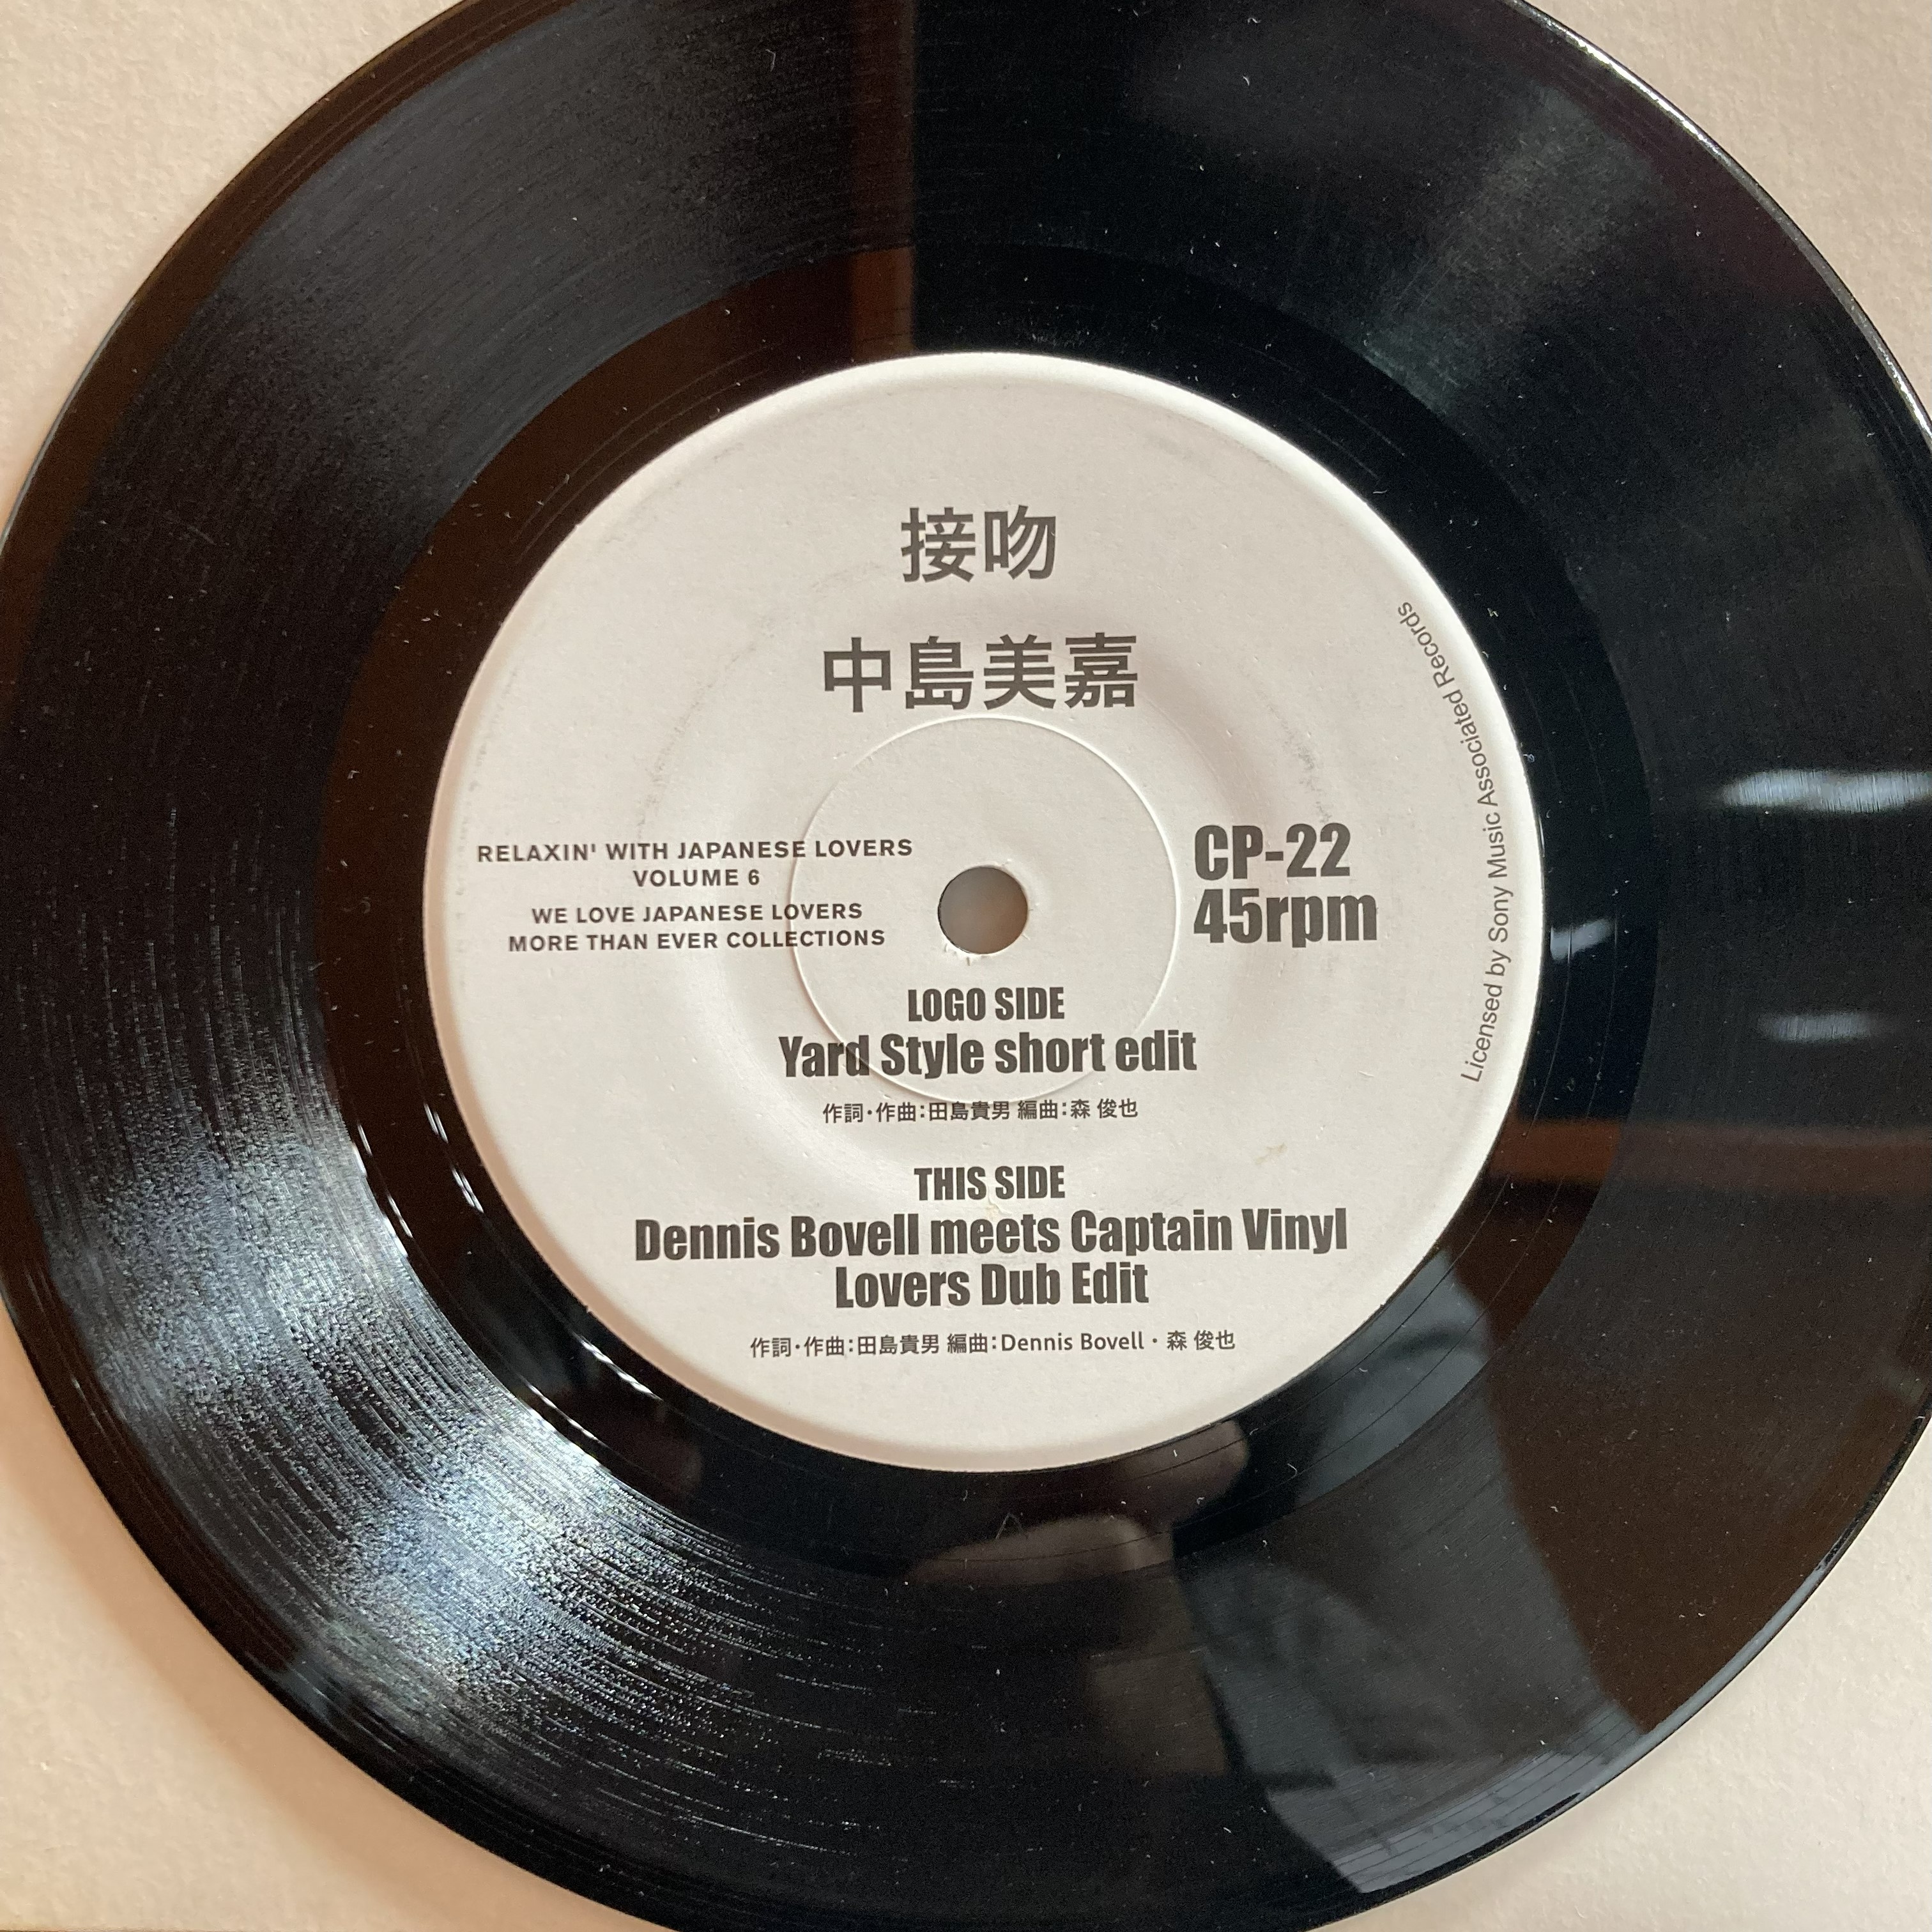 接吻
中島美嘉
RELAXIN' WITH JAPANESE LOVERS
VOLUME 6
WE LOVE JAPANESE LOVERS
MORE THAN EVER COLLECTIONS
CP-22
45rpm
Licensed by Sony Music Associated Records
LOGO SIDE
Yard Style short edit
作詞・作曲:田島貴男 編曲:森 俊也
THIS SIDE
Dennis Bovell meets Captain Vinyl
Lovers Dub Edit
作詞・作曲:田島貴男 編曲:Dennis Bovell・森 俊也